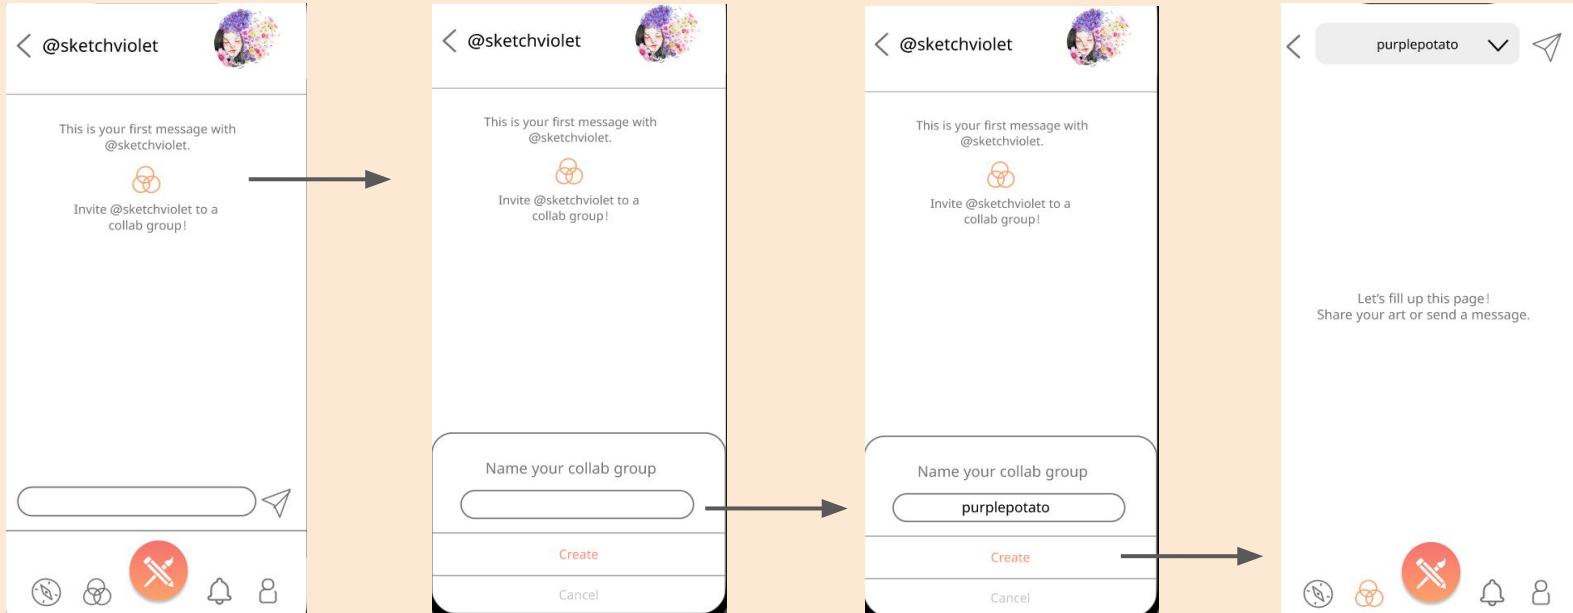 @sketchviolet
This is your first message with
@sketchviolet.
Invite @sketchviolet to a
collab group!
@sketchviolet
This is your first message with
@sketchviolet.
Invite @sketchviolet to a
collab group!
Name your collab group
Create
Cancel
@sketchviolet
This is your first message with
@sketchviolet.
Invite @sketchviolet to a
collab group!
Name your collab group
purplepotato
Create
Cancel
purplepotato
Let's fill up this page!
Share your art or send a message.